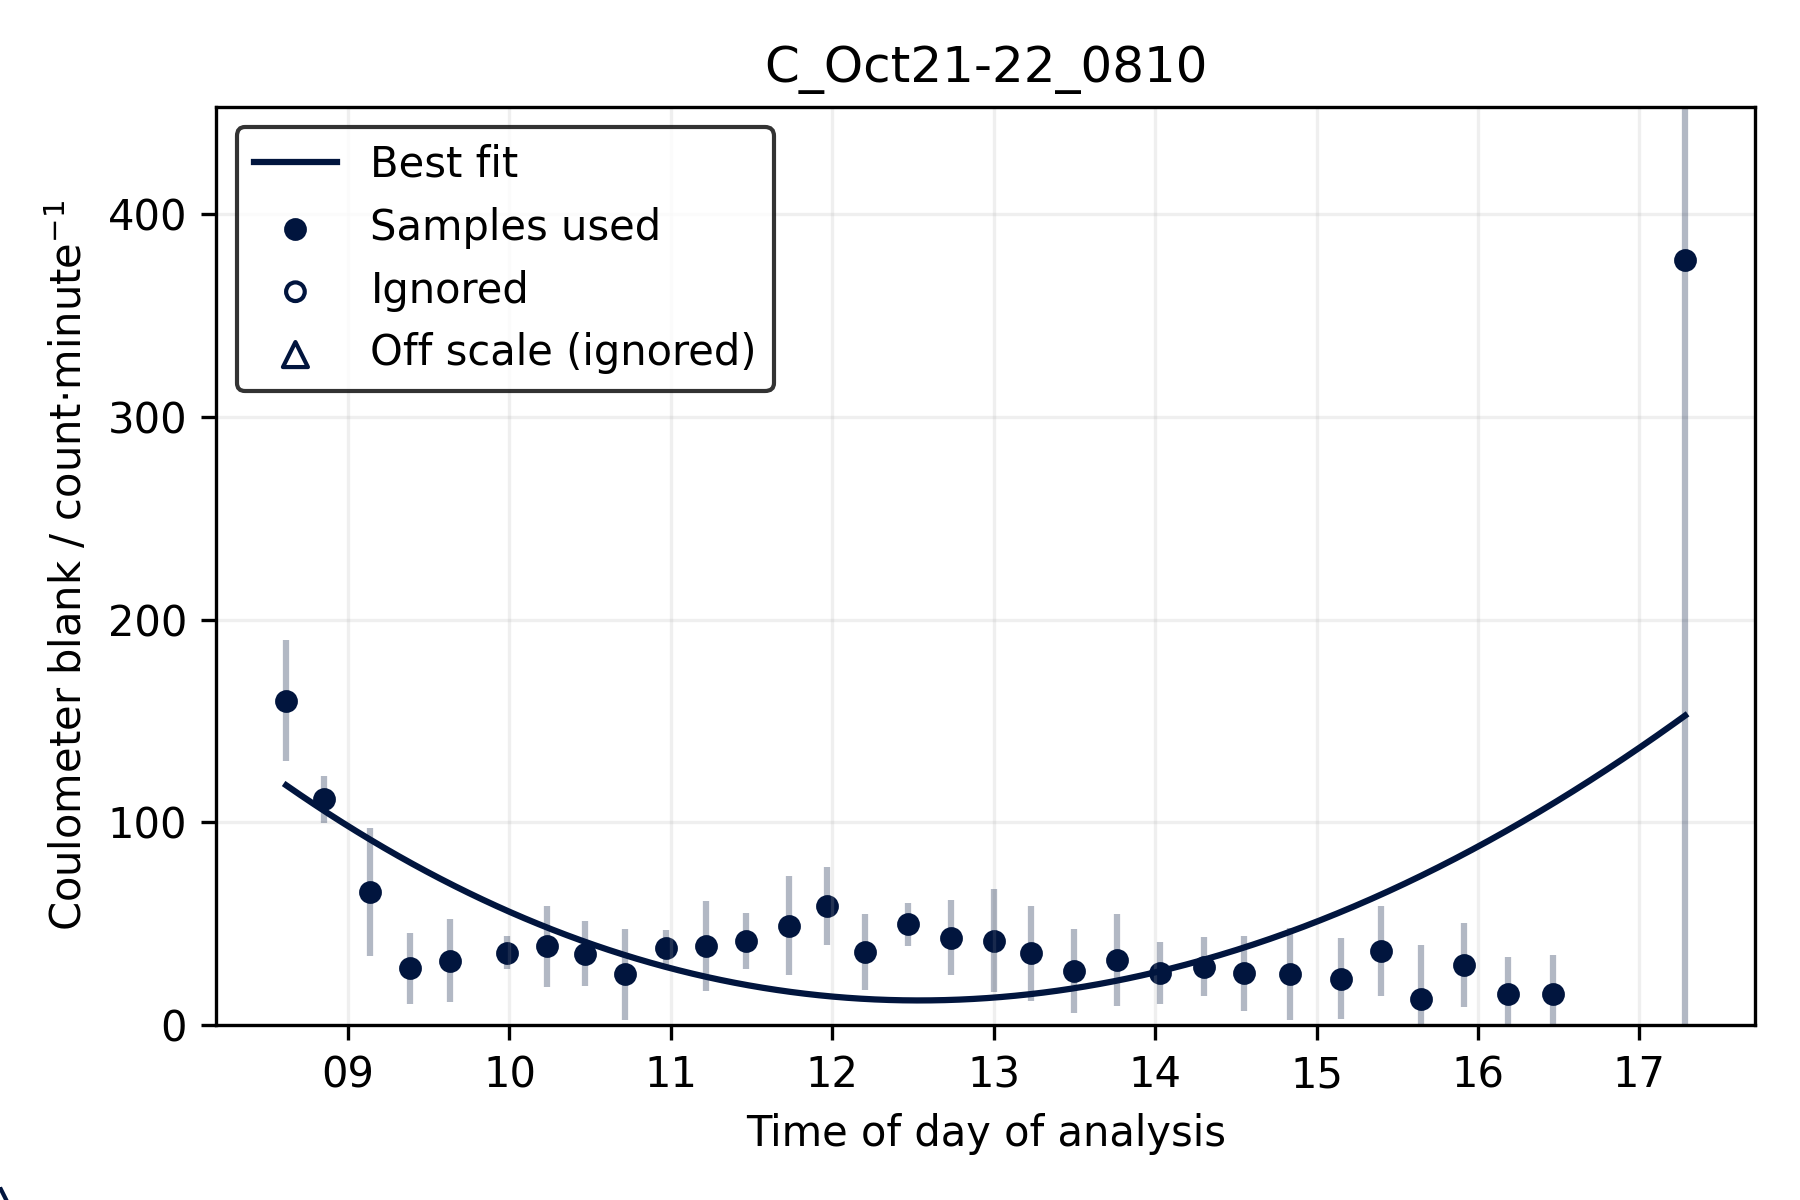 C_Oct21-22_0810
Best fit
Samples used
Ignored
Off scale (ignored)
Coulometer blank / count·minute⁻¹
400
300
200
100
0
09 10 11 12 13 14 15 16 17
Time of day of analysis